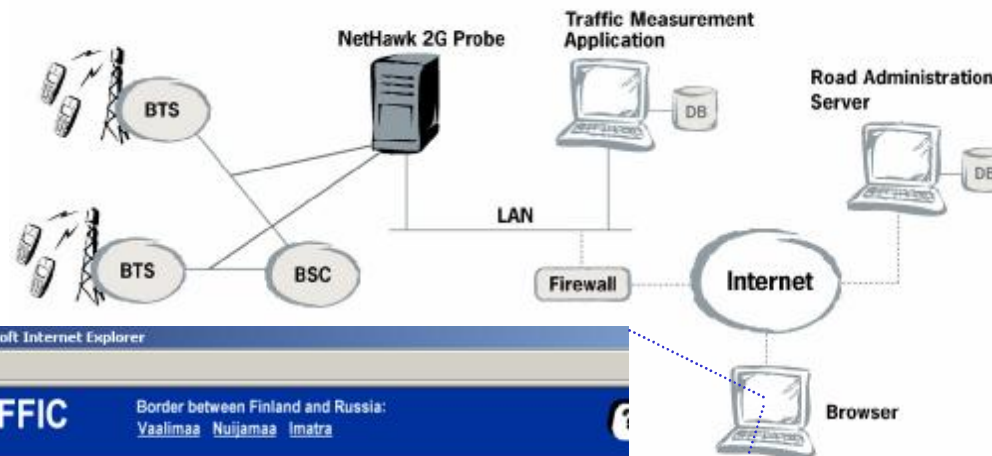 Traffic Measurement
Application
NetHawk 2G Probe
Road Administration
Server
BTS
DB
DB
LAN
BTS
BSC
Firewall
Internet
oft Internet Explorer
FFIC
Border between Finland and Russia:
Vaalimaa Nuijamaa Imatra
?
Browser